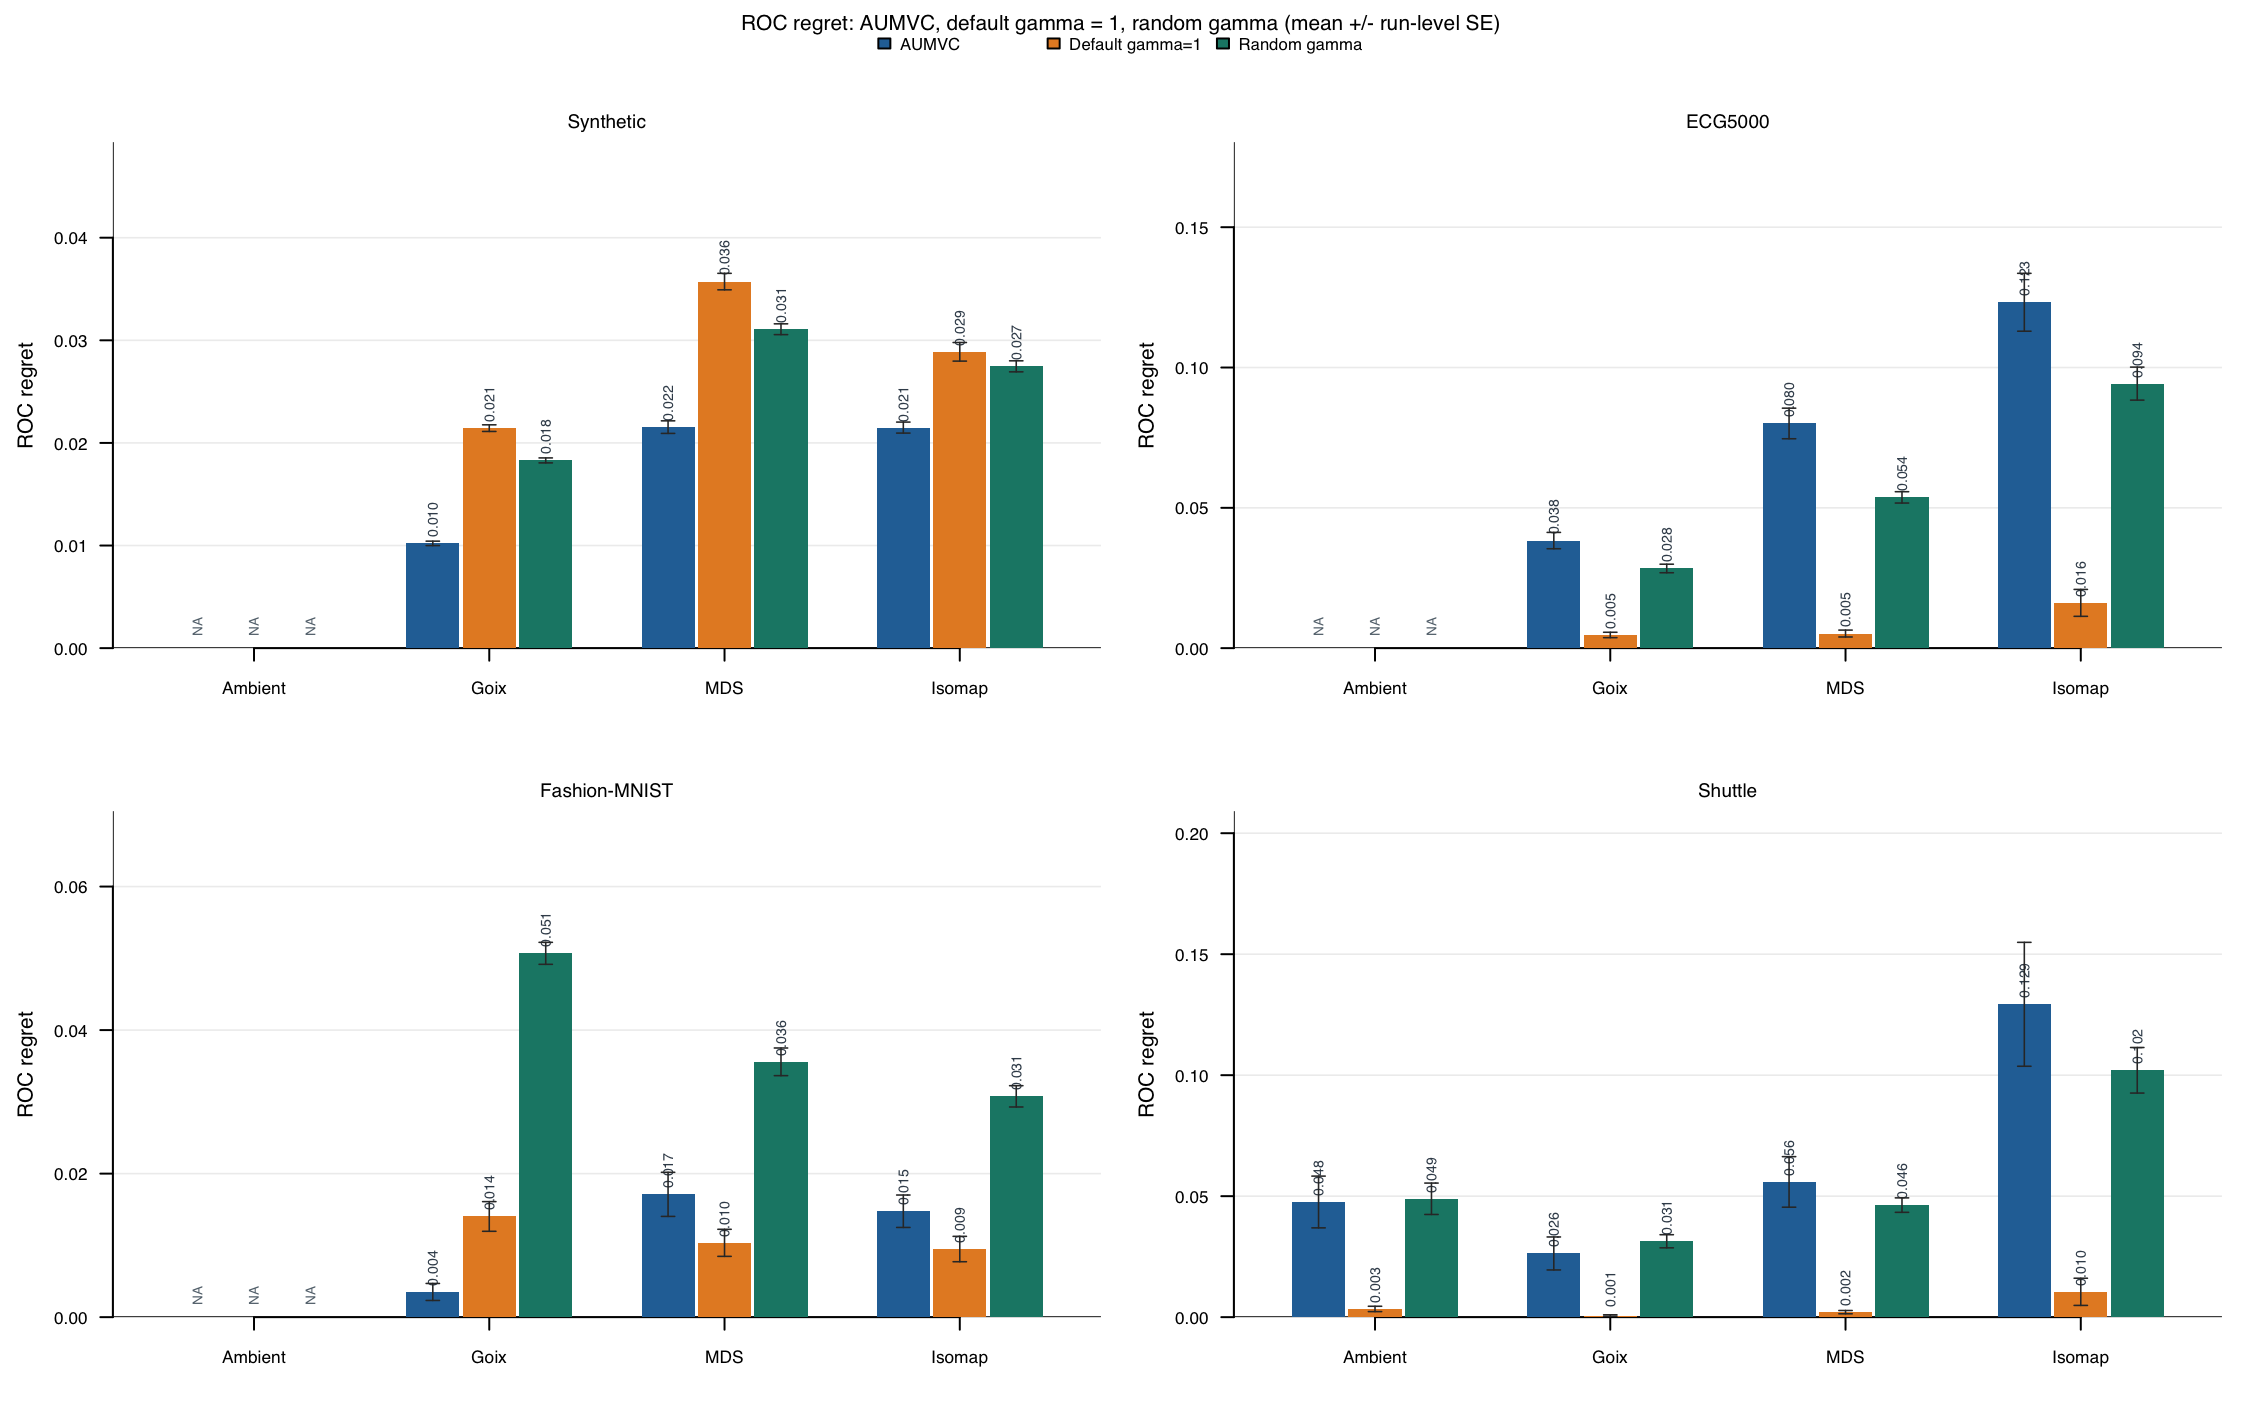 ROC regret: AUMVC, default gamma = 1, random gamma (mean +/- run-level SE)
AUMVC Default gamma=1 Random gamma
Synthetic
ROC regret
0.04
0.03
0.02
0.01
0.00
NA NA NA
0.010 0.021 0.018
0.022 0.036 0.031
0.021 0.029 0.027
Ambient Goix MDS Isomap
ECG5000
ROC regret
0.15
0.10
0.05
0.00
NA NA NA
0.038 0.005 0.028
0.080 0.005 0.054
0.123 0.016 0.094
Ambient Goix MDS Isomap
Fashion-MNIST
ROC regret
0.06
0.04
0.02
0.00
NA NA NA
0.004 0.014 0.051
0.017 0.010 0.036
0.015 0.009 0.031
Ambient Goix MDS Isomap
Shuttle
ROC regret
0.20
0.15
0.10
0.05
0.00
0.048 0.003 0.049
0.026 0.001 0.031
0.056 0.002 0.046
0.129 0.010 0.102
Ambient Goix MDS Isomap